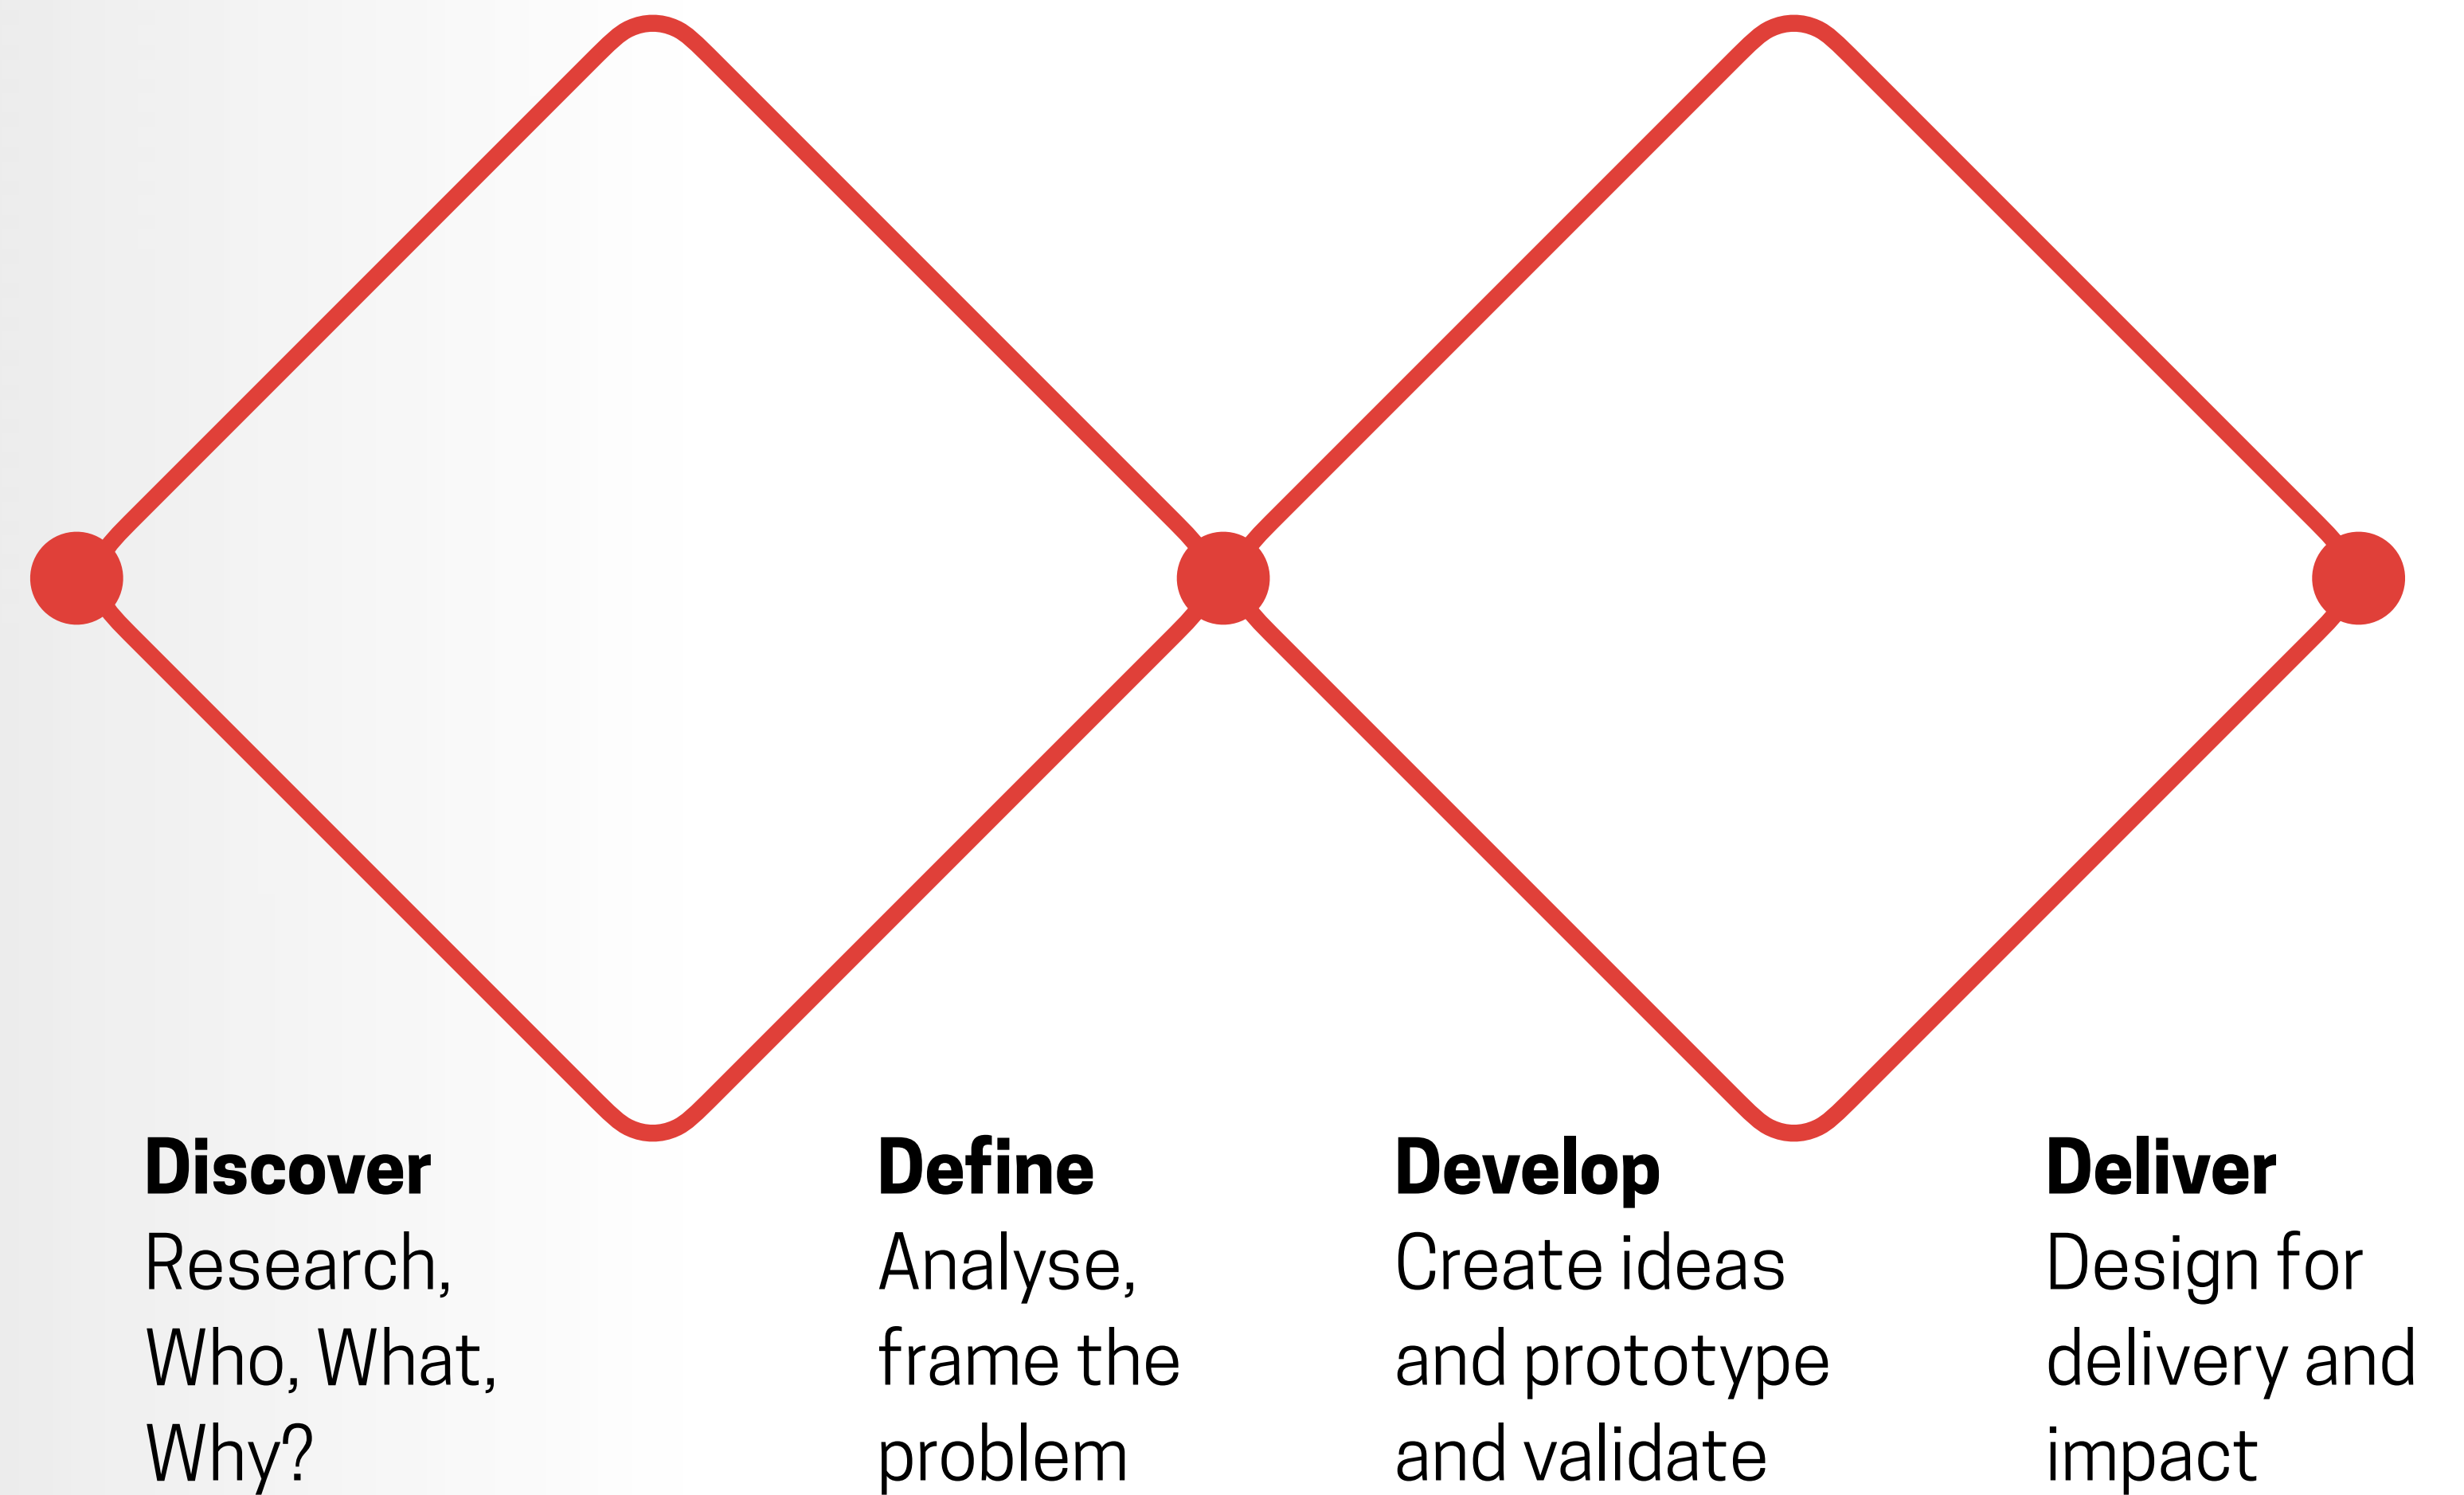 Discover
Research,
Who, What,
Why?
Define
Analyse,
frame the
problem
Develop
Create ideas
and prototype
and validate
Deliver
Design for
delivery and
impact